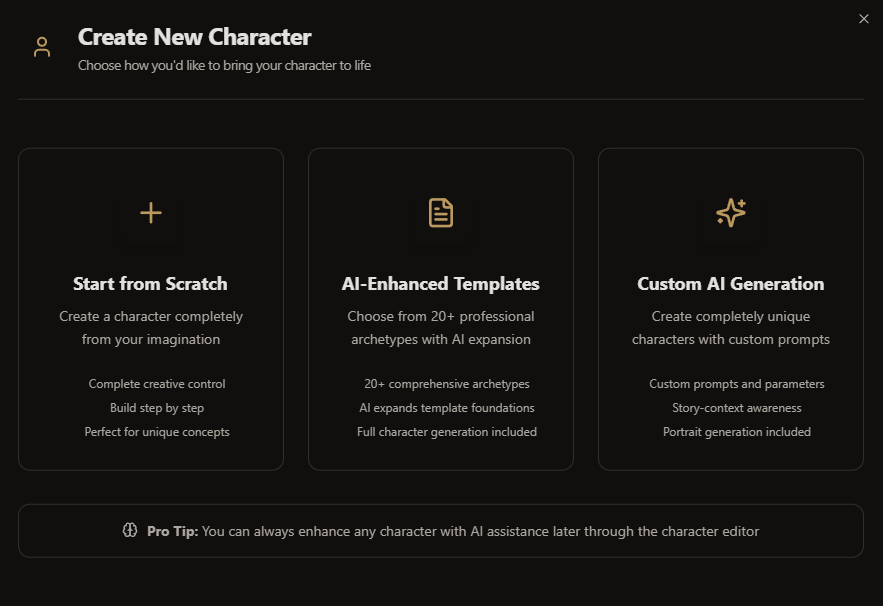 Create New Character
Choose how you'd like to bring your character to life
Start from Scratch
Create a character completely
from your imagination
Complete creative control
Build step by step
Perfect for unique concepts
AI-Enhanced Templates
Choose from 20+ professional
archetypes with AI expansion
20+ comprehensive archetypes
AI expands template foundations
Full character generation included
Custom AI Generation
Create completely unique
characters with custom prompts
Custom prompts and parameters
Story-context awareness
Portrait generation included
Pro Tip: You can always enhance any character with AI assistance later through the character editor